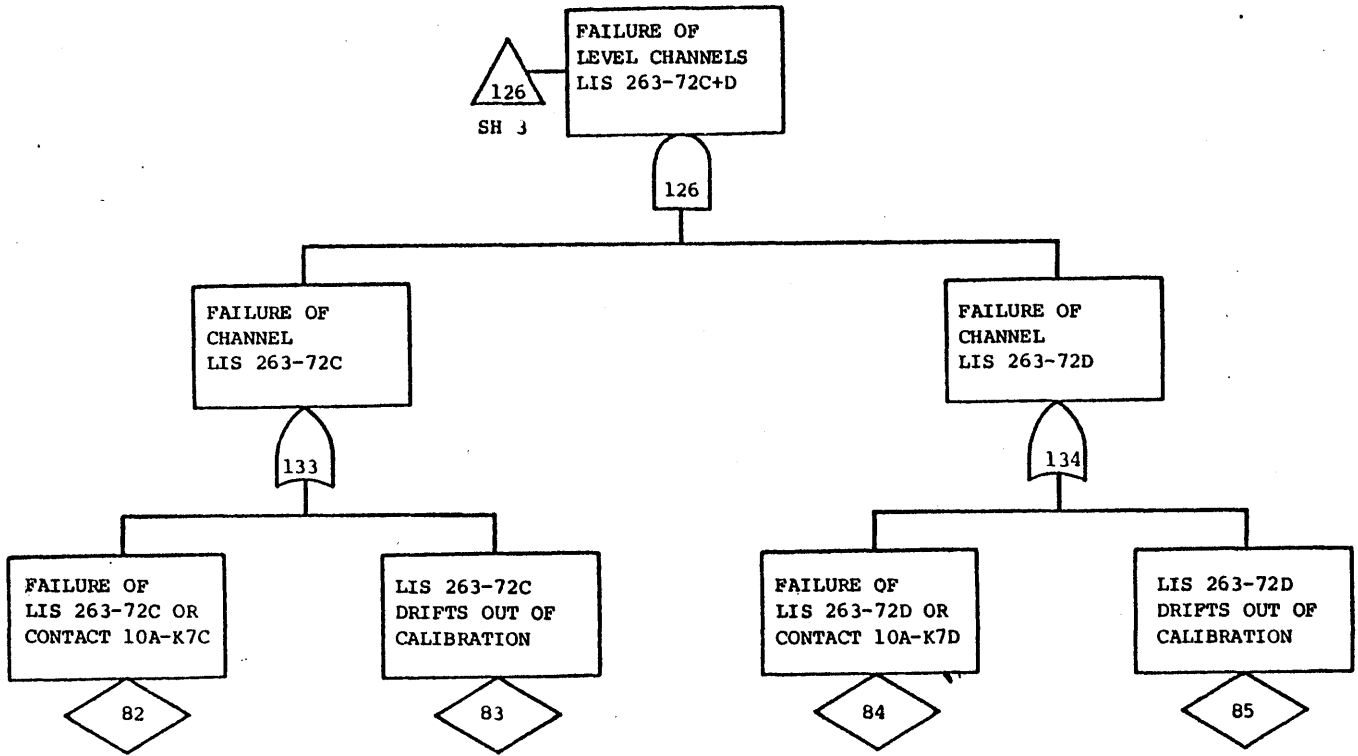 FAILURE OF
LEVEL CHANNELS
LIS 263-72C+D
126
SH 3
126
FAILURE OF
CHANNEL
LIS 263-72C
FAILURE OF
CHANNEL
LIS 263-72D
133
134
FAILURE OF
LIS 263-72C OR
CONTACT 10A-K7C
LIS 263-72C
DRIFTS OUT OF
CALIBRATION
FAILURE OF
LIS 263-72D OR
CONTACT 10A-K7D
LIS 263-72D
DRIFTS OUT OF
CALIBRATION
82
83
84
85